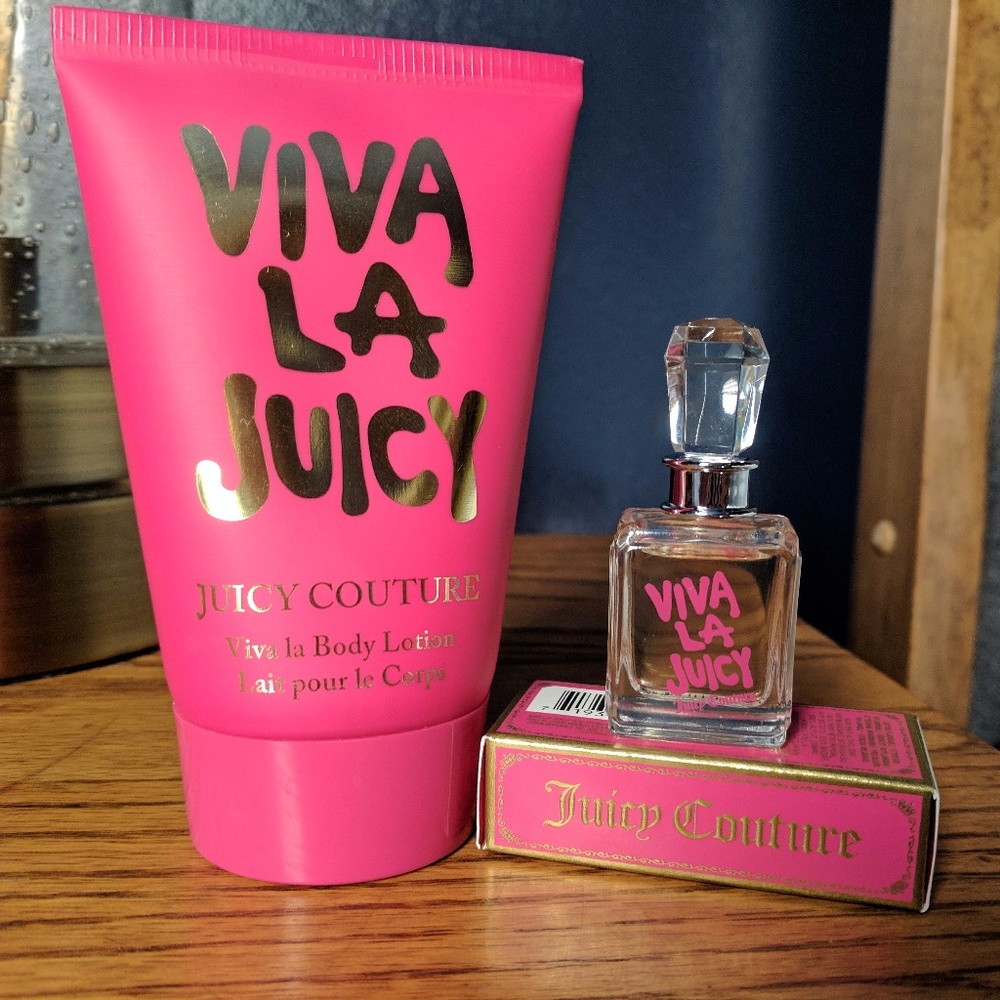 VIVA
LA
JUICY
JUICY COUTURE
Viva la Body Lotion
Lait pour le Corps
VIVA
LA
JUICY
Juicy Couture
Juicy Couture